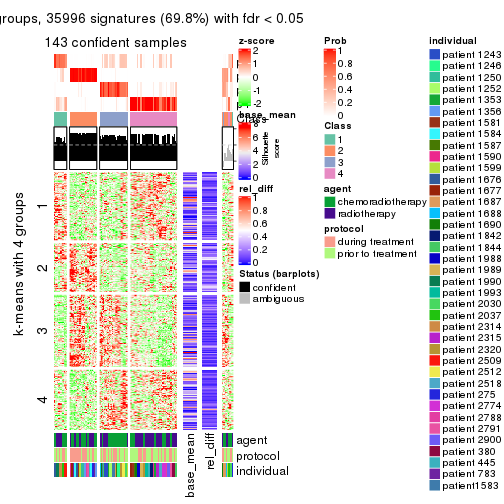 groups, 35996 signatures (69.8%) with fdr < 0.05
143 confident samples
k-means with 4 groups
1
2
3
4
Class
Silhouette score
agent
protocol
individual
base_mean
rel_diff
z-score
2
1
0
-1
-2
base_mean
8
6
4
2
0
rel_diff
1
0.8
0.6
0.4
0.2
0
Status (barplots)
confident
ambiguous
Prob
1
0.8
0.6
0.4
0.2
0
Class
1
2
3
4
agent
chemoradiotherapy
radiotherapy
protocol
during treatment
prior to treatment
individual
patient 1243
patient 1246
patient 1250
patient 1252
patient 1353
patient 1356
patient 1581
patient 1584
patient 1587
patient 1590
patient 1599
patient 1676
patient 1677
patient 1687
patient 1688
patient 1690
patient 1842
patient 1844
patient 1988
patient 1989
patient 1990
patient 1993
patient 2030
patient 2037
patient 2314
patient 2315
patient 2320
patient 2509
patient 2512
patient 2518
patient 275
patient 2774
patient 2788
patient 2791
patient 2900
patient 380
patient 445
patient 783
patient1583